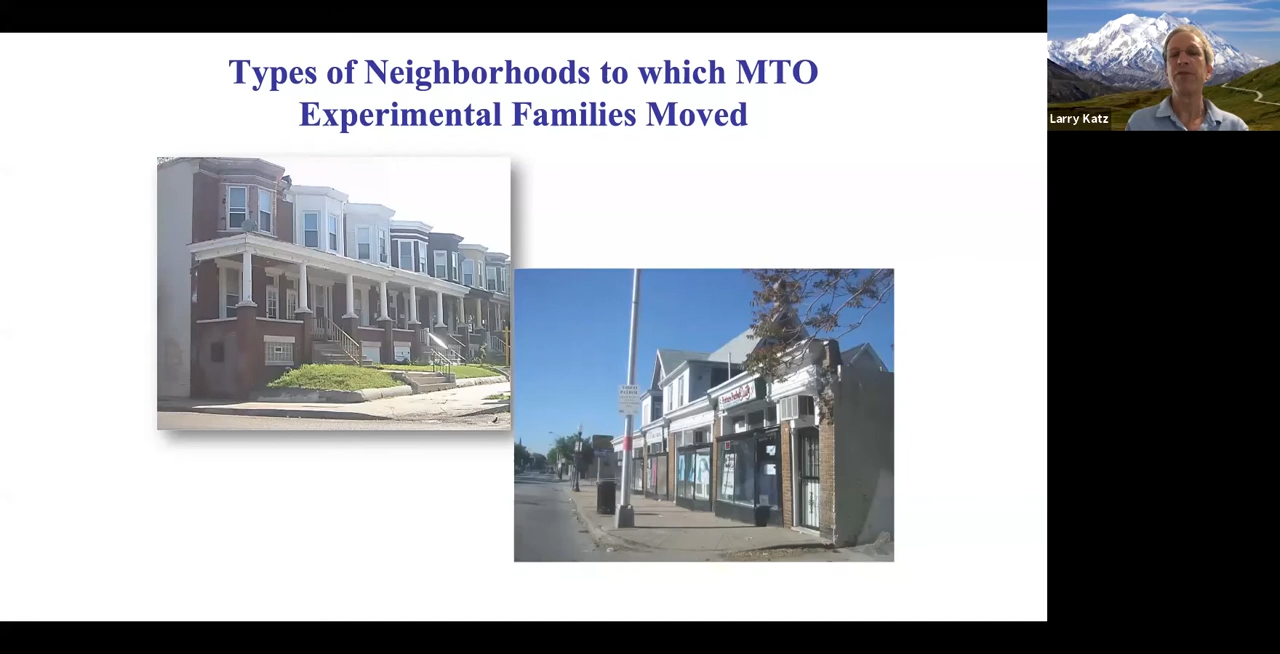 Types of Neighborhoods to which MTO
Experimental Families Moved
Larry Katz